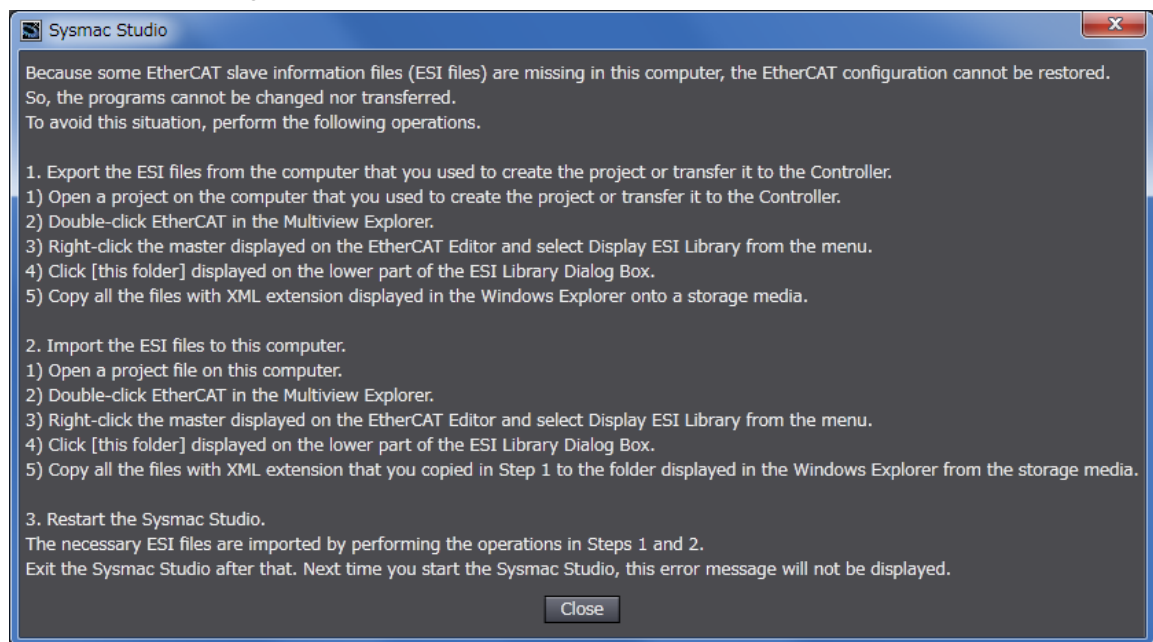 Sysmac Studio
Because some EtherCAT slave information files (ESI files) are missing in this computer, the EtherCAT configuration cannot be restored.
So, the programs cannot be changed nor transferred.
To avoid this situation, perform the following operations.
1. Export the ESI files from the computer that you used to create the project or transfer it to the Controller.
1) Open a project on the computer that you used to create the project or transfer it to the Controller.
2) Double-click EtherCAT in the Multiview Explorer.
3) Right-click the master displayed on the EtherCAT Editor and select Display ESI Library from the menu.
4) Click [this folder] displayed on the lower part of the ESI Library Dialog Box.
5) Copy all the files with XML extension displayed in the Windows Explorer onto a storage media.
2. Import the ESI files to this computer.
1) Open a project file on this computer.
2) Double-click EtherCAT in the Multiview Explorer.
3) Right-click the master displayed on the EtherCAT Editor and select Display ESI Library from the menu.
4) Click [this folder] displayed on the lower part of the ESI Library Dialog Box.
5) Copy all the files with XML extension that you copied in Step 1 to the folder displayed in the Windows Explorer from the storage media.
3. Restart the Sysmac Studio.
The necessary ESI files are imported by performing the operations in Steps 1 and 2.
Exit the Sysmac Studio after that. Next time you start the Sysmac Studio, this error message will not be displayed.
Close